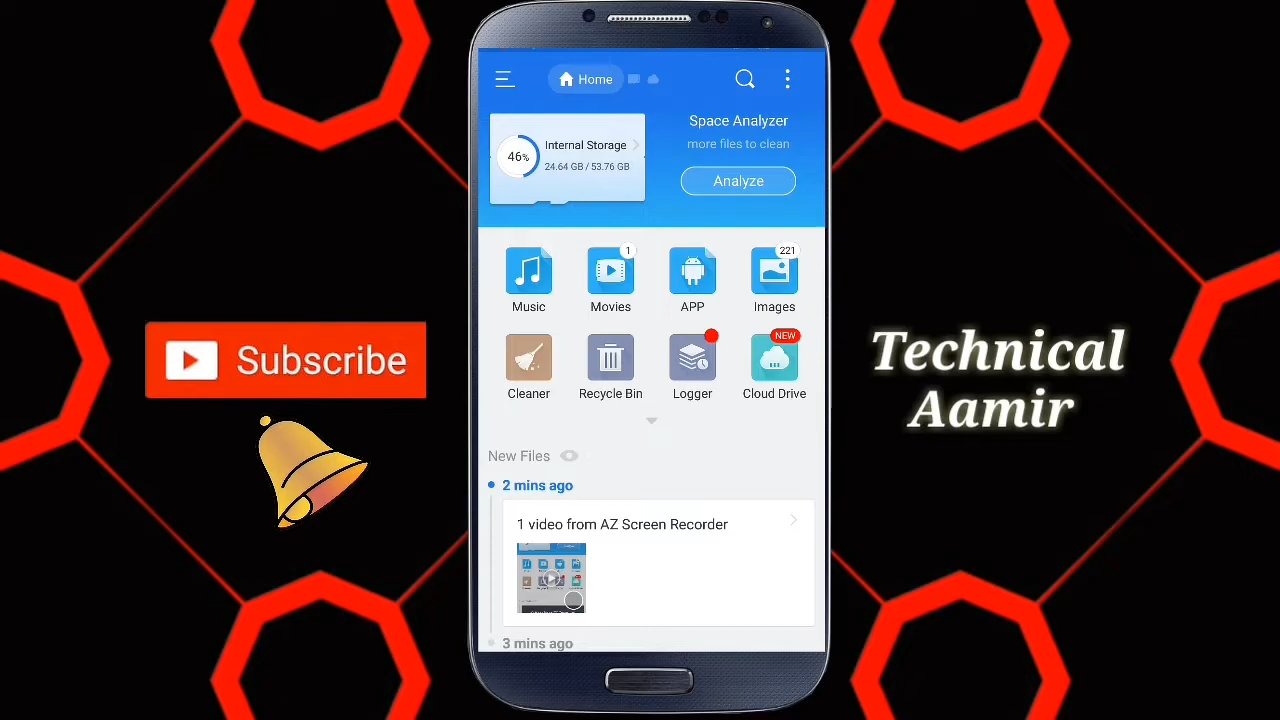 Home
Space Analyzer
more files to clean
Analyze
46%
Internal Storage
24.64 GB / 53.76 GB
1
221
Music
Movies
APP
Images
NEW
Cleaner
Recycle Bin
Logger
Cloud Drive
New Files
2 mins ago
1 video from AZ Screen Recorder
3 mins ago
Subscribe
Technical
Aamir